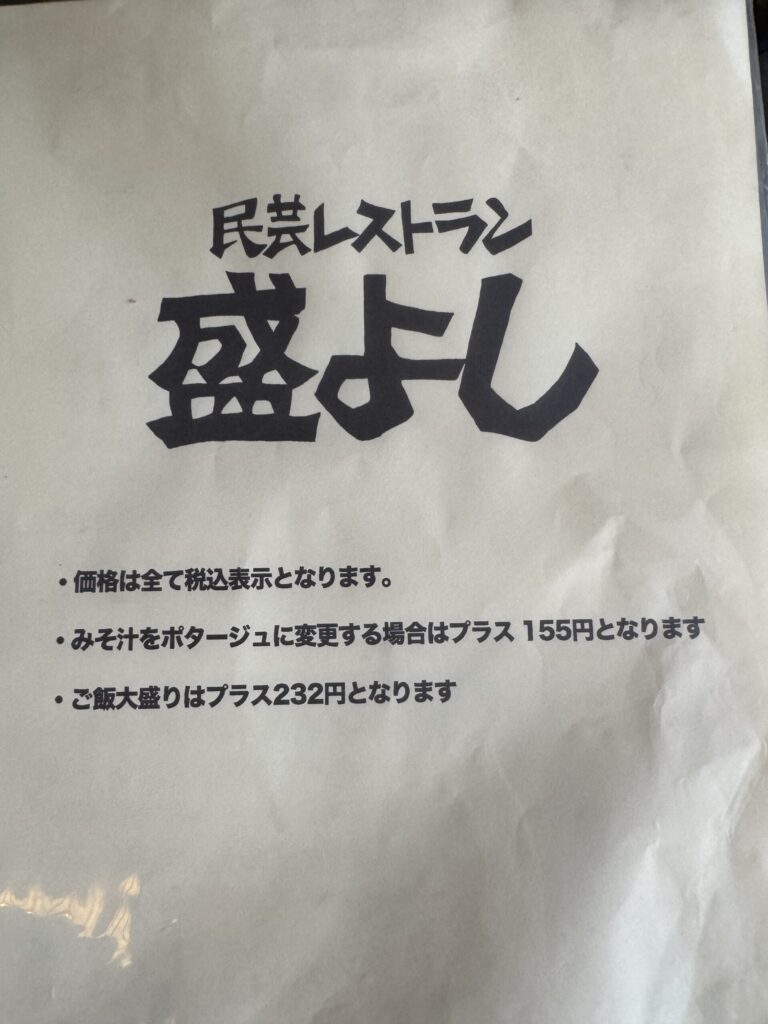 民芸レストラン
盛よし
・価格は全て税込表示となります。
・みそ汁をポタージュに変更する場合はプラス 155円となります
・ご飯大盛りはプラス232円となります